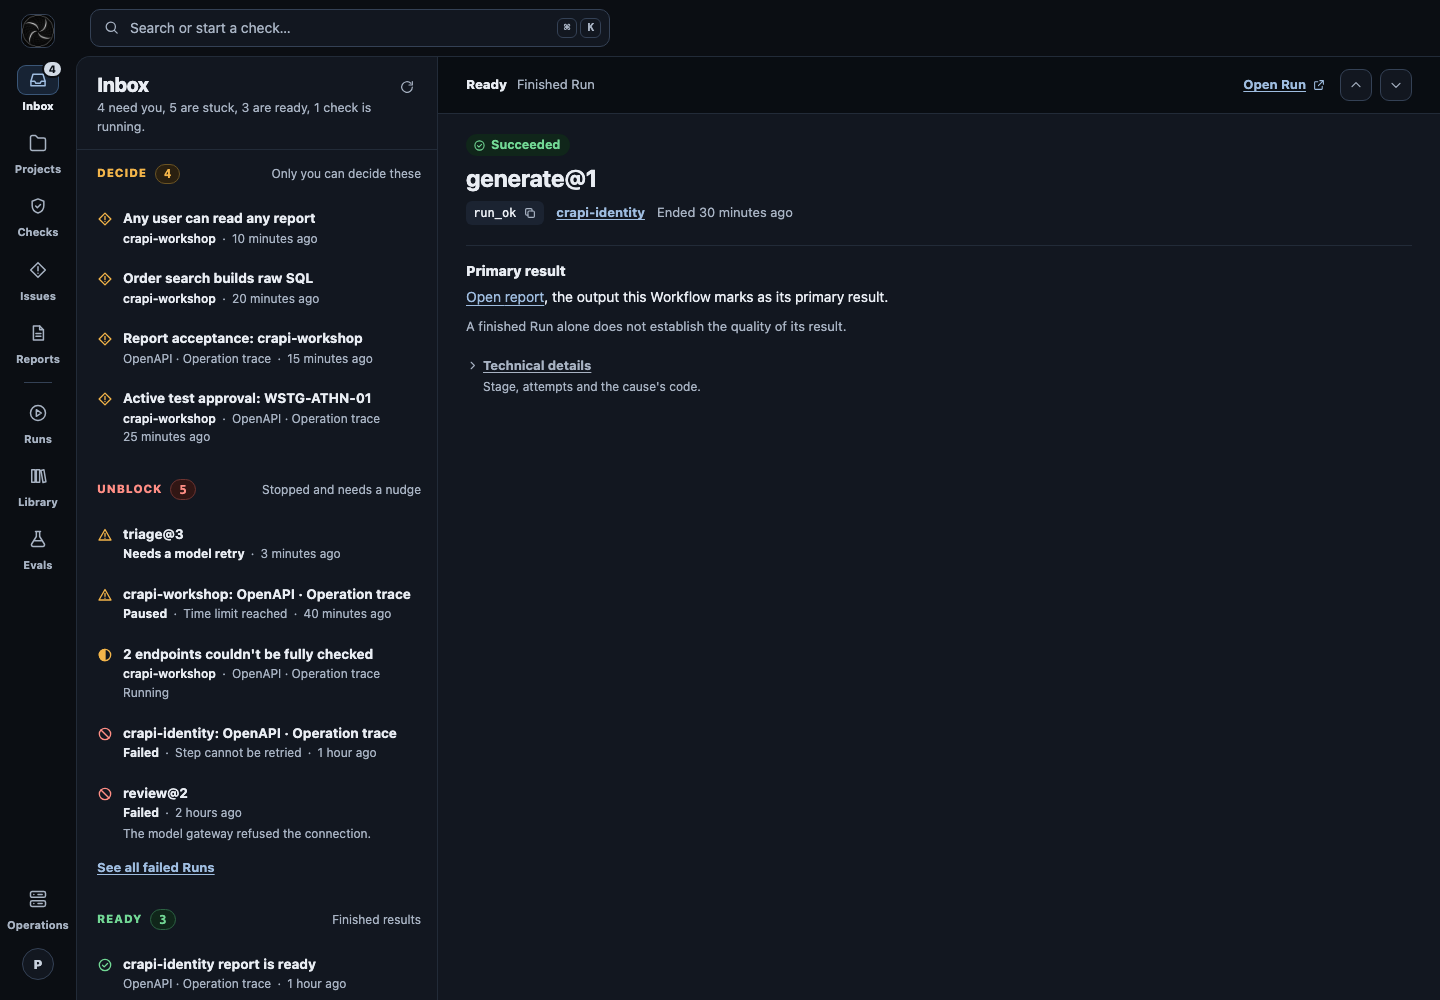 Search or start a check...
⌘ K
4
Inbox
Projects
Checks
Issues
Reports
Runs
Library
Evals
Operations
P
Inbox
4 need you, 5 are stuck, 3 are ready, 1 check is
running.
DECIDE 4 Only you can decide these
Any user can read any report
crapi-workshop · 10 minutes ago
Order search builds raw SQL
crapi-workshop · 20 minutes ago
Report acceptance: crapi-workshop
OpenAPI · Operation trace · 15 minutes ago
Active test approval: WSTG-ATHN-01
crapi-workshop · OpenAPI · Operation trace
25 minutes ago
UNBLOCK 5 Stopped and needs a nudge
triage@3
Needs a model retry · 3 minutes ago
crapi-workshop: OpenAPI · Operation trace
Paused · Time limit reached · 40 minutes ago
2 endpoints couldn't be fully checked
crapi-workshop · OpenAPI · Operation trace
Running
crapi-identity: OpenAPI · Operation trace
Failed · Step cannot be retried · 1 hour ago
review@2
Failed · 2 hours ago
The model gateway refused the connection.
See all failed Runs
READY 3 Finished results
crapi-identity report is ready
OpenAPI · Operation trace · 1 hour ago
Ready Finished Run
Open Run
Succeeded
generate@1
run_ok crapi-identity Ended 30 minutes ago
Primary result
Open report, the output this Workflow marks as its primary result.
A finished Run alone does not establish the quality of its result.
Technical details
Stage, attempts and the cause's code.